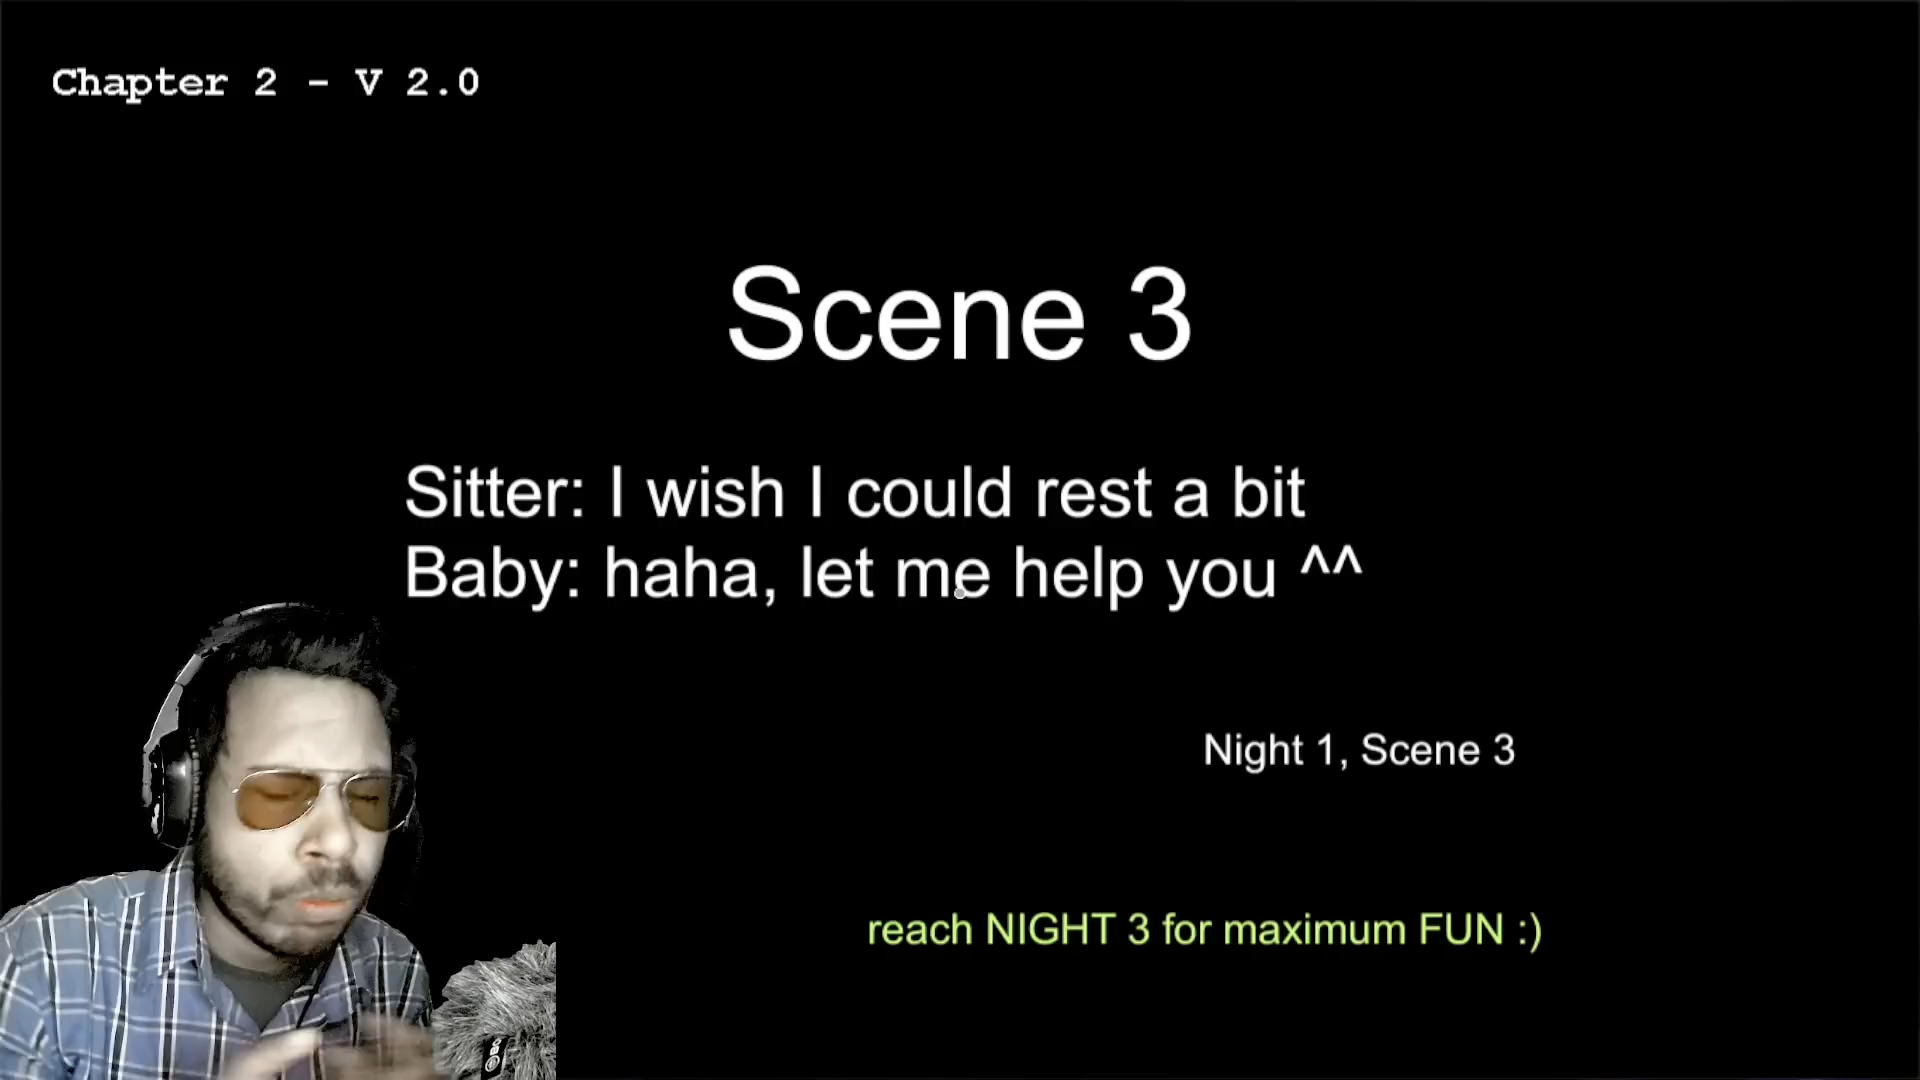 Chapter 2 - V 2.0
Scene 3
Sitter: I wish I could rest a bit
Baby: haha, let me help you ^^
Night 1, Scene 3
reach NIGHT 3 for maximum FUN :)